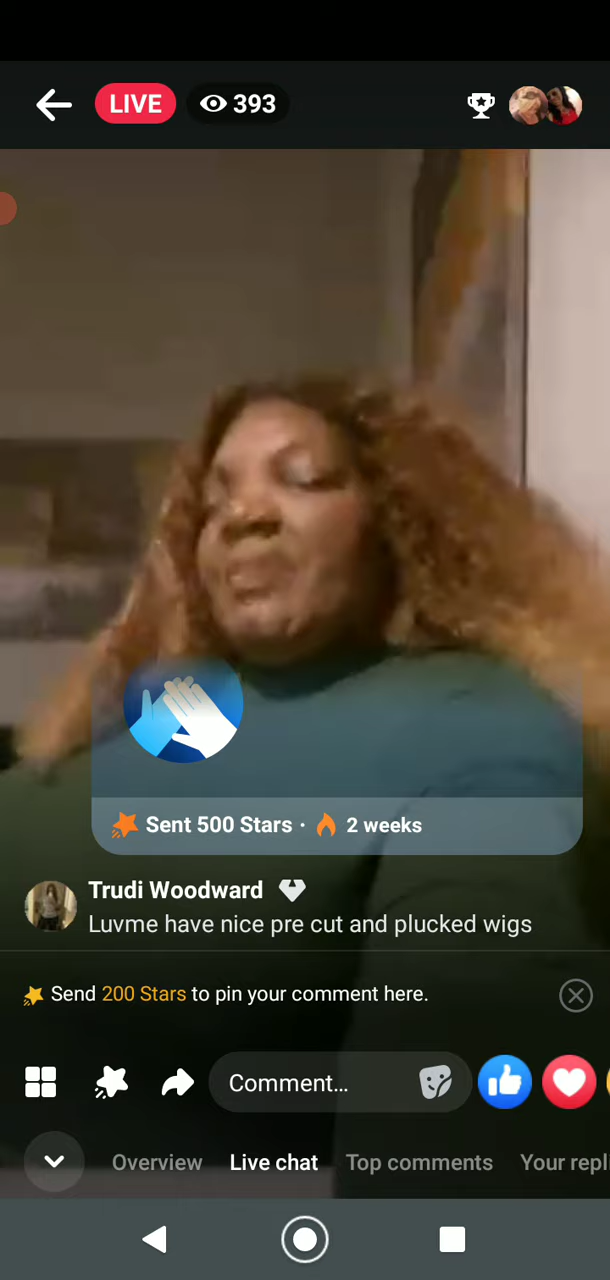 LIVE 393
Sent 500 Stars · 2 weeks
Trudi Woodward
Luvme have nice pre cut and plucked wigs
Send 200 Stars to pin your comment here.
Comment...
Overview Live chat Top comments Your repl